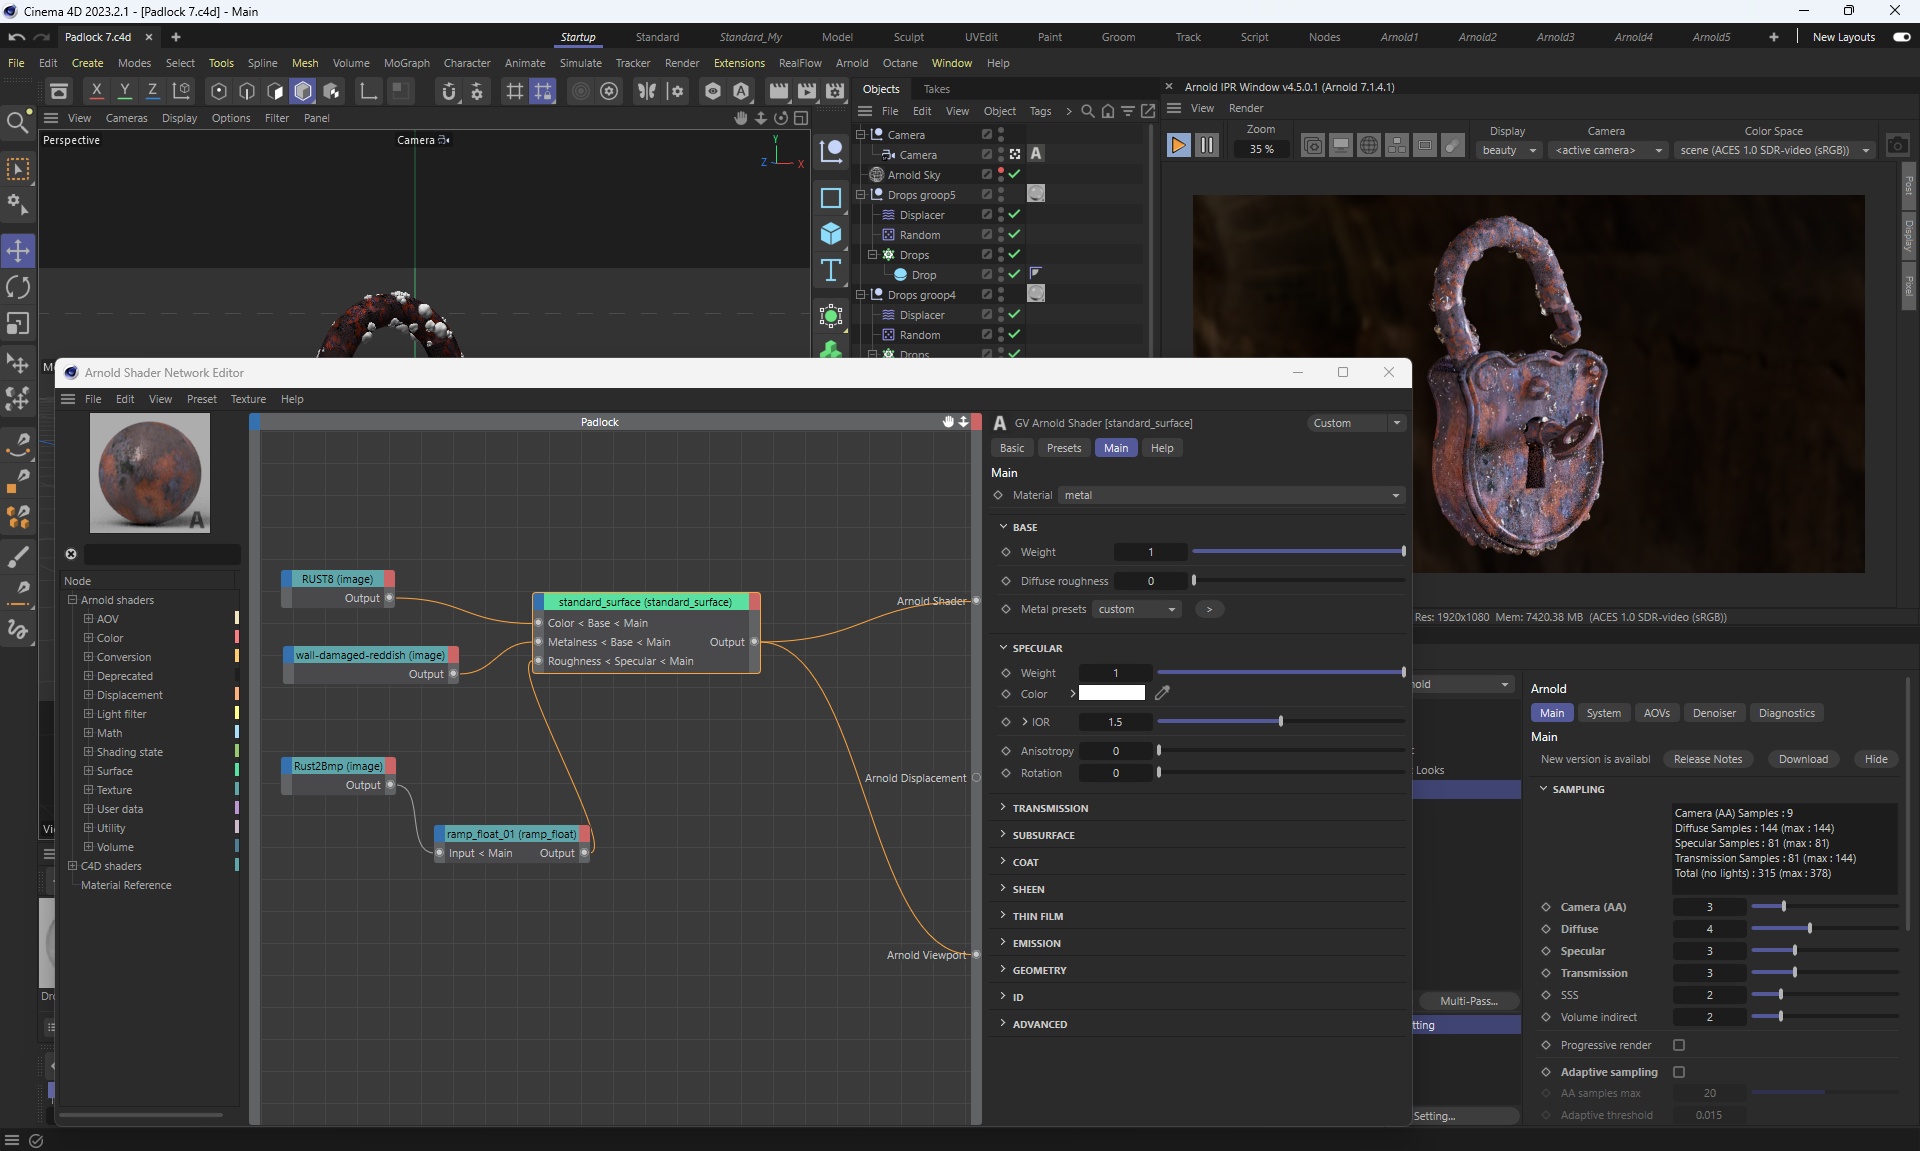 Cinema 4D 2023.2.1 - [Padlock 7.c4d] - Main
Padlock 7.c4d
Startup Standard Standard_My Model Sculpt UVEdit Paint Groom Track Script Nodes Arnold1 Arnold2 Arnold3 Arnold4 Arnold5 New Layouts
File Edit Create Modes Select Tools Spline Mesh Volume MoGraph Character Animate Simulate Tracker Render Extensions RealFlow Arnold Octane Window Help
X Y Z
View Cameras Display Options Filter Panel
Perspective
Camera
Y
Z X
Objects Takes
File Edit View Object Tags
Camera
Camera
Arnold Sky
Drops groop5
Displacer
Random
Drops
Drop
Drops groop4
Displacer
Random
Drops
Arnold IPR Window v4.5.0.1 (Arnold 7.1.4.1)
View Render
Zoom
35 %
Display
beauty
Camera
<active camera>
Color Space
scene (ACES 1.0 SDR-video (sRGB))
Post
Display
Pixel
Res: 1920x1080 Mem: 7420.38 MB (ACES 1.0 SDR-video (sRGB))
Arnold Shader Network Editor
File Edit View Preset Texture Help
Node
Arnold shaders
AOV
Color
Conversion
Deprecated
Displacement
Light filter
Math
Shading state
Surface
Texture
User data
Utility
Volume
C4D shaders
Material Reference
Padlock
RUST8 (image)
Output
wall-damaged-reddish (image)
Output
standard_surface (standard_surface)
Color < Base < Main
Metalness < Base < Main Output
Roughness < Specular < Main
Rust2Bmp (image)
Output
ramp_float_01 (ramp_float)
Input < Main Output
Arnold Shader
Arnold Displacement
Arnold Viewport
GV Arnold Shader [standard_surface]
Custom
Basic Presets Main Help
Main
Material metal
BASE
Weight 1
Diffuse roughness 0
Metal presets custom >
SPECULAR
Weight 1
Color
IOR 1.5
Anisotropy 0
Rotation 0
TRANSMISSION
SUBSURFACE
COAT
SHEEN
THIN FILM
EMISSION
GEOMETRY
ID
ADVANCED
Looks
Multi-Pass...
tting
Setting...
Arnold
Main System AOVs Denoiser Diagnostics
Main
New version is availabl Release Notes Download Hide
SAMPLING
Camera (AA) Samples : 9
Diffuse Samples : 144 (max : 144)
Specular Samples : 81 (max : 81)
Transmission Samples : 81 (max : 144)
Total (no lights) : 315 (max : 378)
Camera (AA) 3
Diffuse 4
Specular 3
Transmission 3
SSS 2
Volume indirect 2
Progressive render
Adaptive sampling
AA samples max 20
Adaptive threshold 0.015